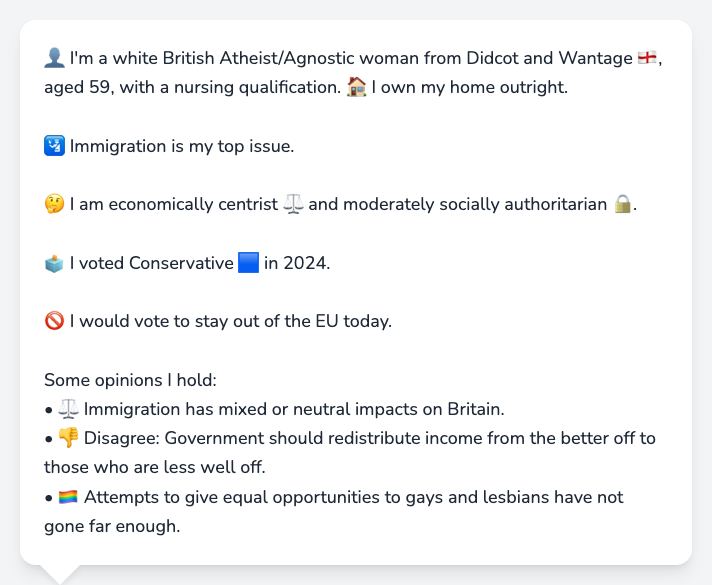 👤 I'm a white British Atheist/Agnostic woman from Didcot and Wantage 🏴󠁧󠁢󠁥󠁮󠁧󠁿,
aged 59, with a nursing qualification. 🏠 I own my home outright.
🛂 Immigration is my top issue.
🤔 I am economically centrist ⚖️ and moderately socially authoritarian 🔒.
🗳️ I voted Conservative 🟦 in 2024.
🚫 I would vote to stay out of the EU today.
Some opinions I hold:
• ⚖️ Immigration has mixed or neutral impacts on Britain.
• 👎 Disagree: Government should redistribute income from the better off to
those who are less well off.
• 🏳️‍🌈 Attempts to give equal opportunities to gays and lesbians have not
gone far enough.